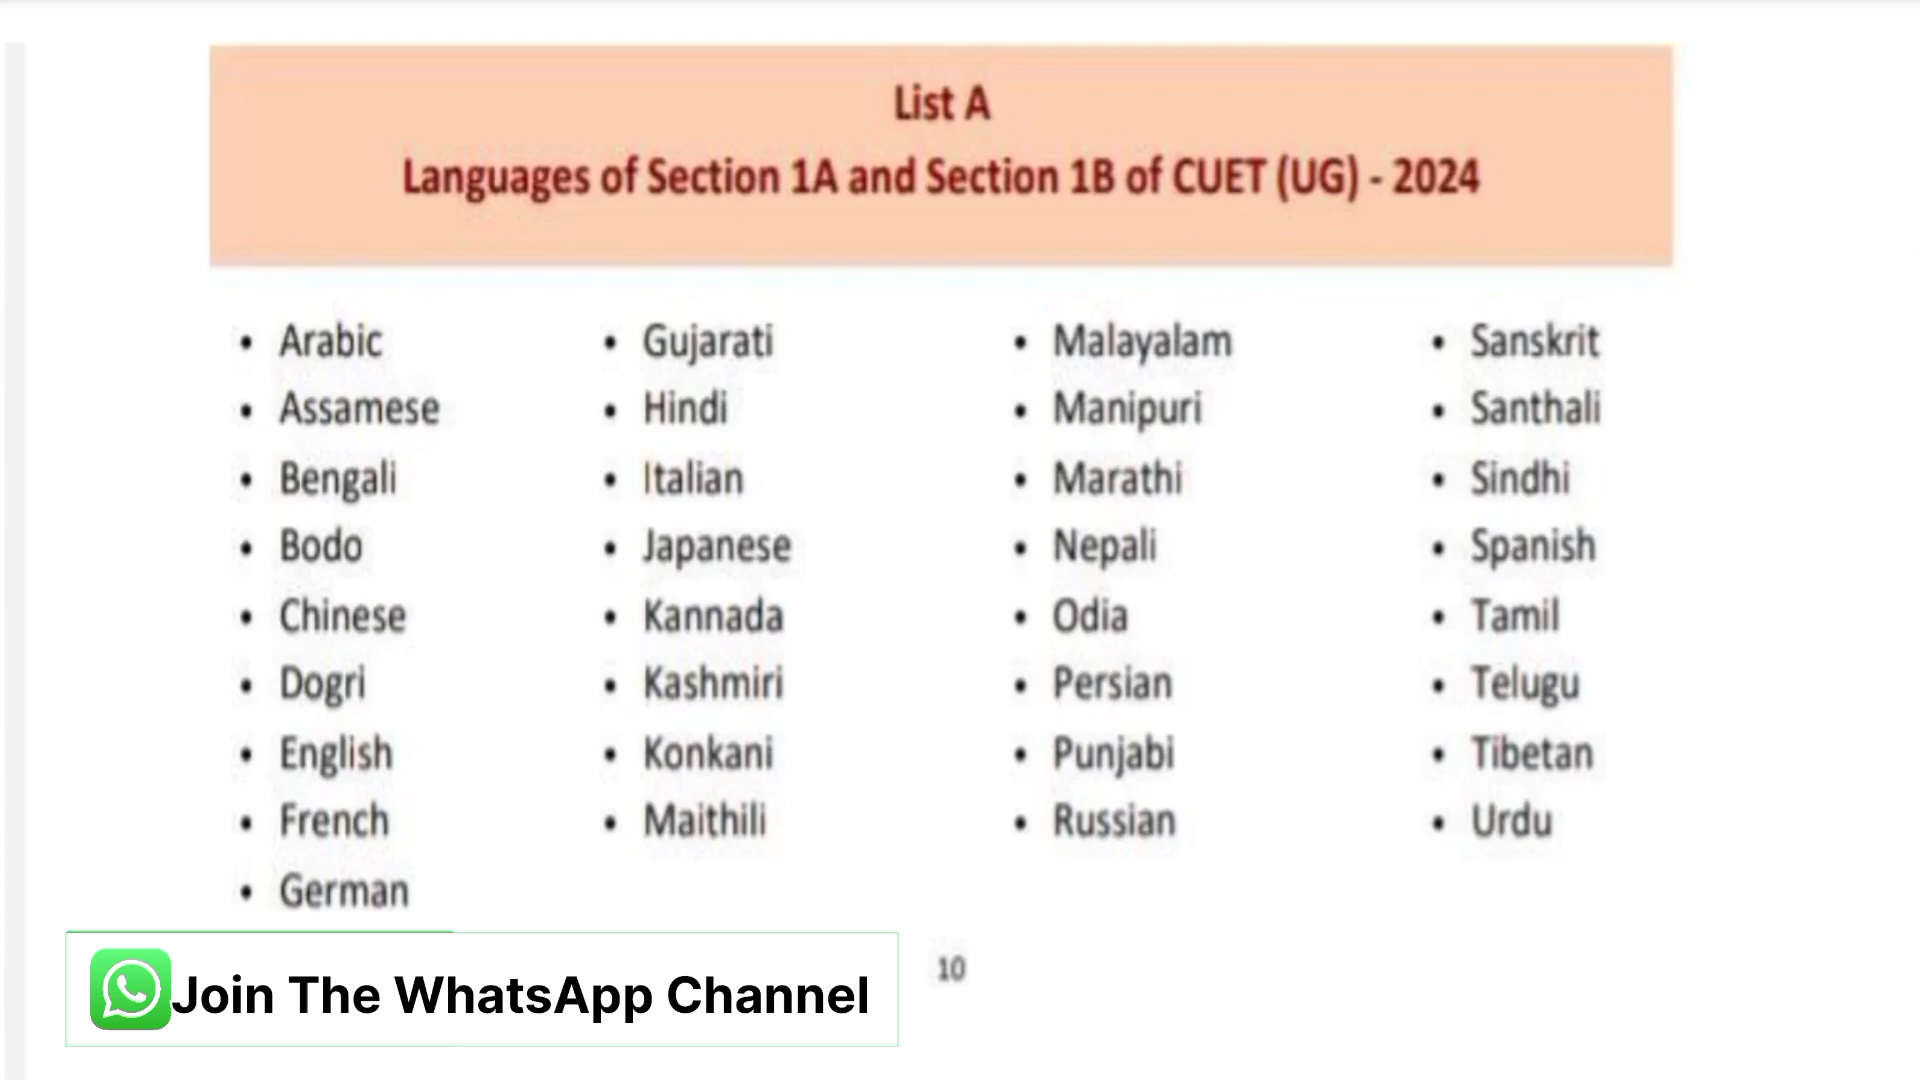 List A
Languages of Section 1A and Section 1B of CUET (UG) - 2024
• Arabic
• Assamese
• Bengali
• Bodo
• Chinese
• Dogri
• English
• French
• German
• Gujarati
• Hindi
• Italian
• Japanese
• Kannada
• Kashmiri
• Konkani
• Maithili
• Malayalam
• Manipuri
• Marathi
• Nepali
• Odia
• Persian
• Punjabi
• Russian
• Sanskrit
• Santhali
• Sindhi
• Spanish
• Tamil
• Telugu
• Tibetan
• Urdu
Join The WhatsApp Channel
10